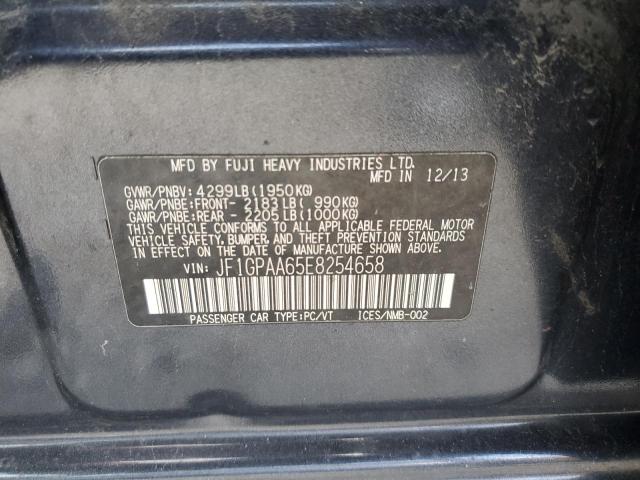 MFD BY FUJI HEAVY INDUSTRIES LTD.
MFD IN 12/13
GVWR/PNBV: 4299LB(1950KG)
GAWR/PNBE:FRONT- 2183LB( 990KG)
GAWR/PNBE:REAR - 2205LB(1000KG)
THIS VEHICLE CONFORMS TO ALL APPLICABLE FEDERAL MOTOR
VEHICLE SAFETY, BUMPER, AND THEFT PREVENTION STANDARDS
IN EFFECT ON THE DATE OF MANUFACTURE SHOWN ABOVE.
VIN: JF1GPAA65E8254658
PASSENGER CAR TYPE:PC/VT ICES/NMB-002